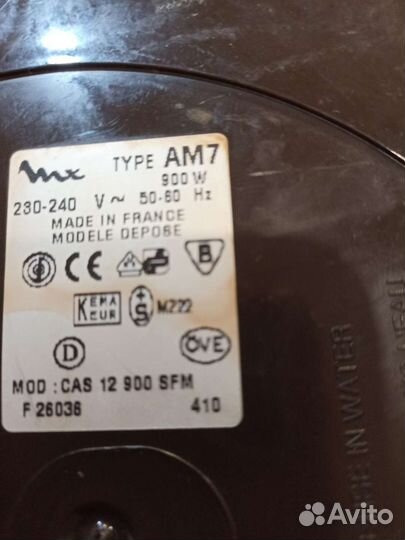 mx TYPE AM7
900 W
230-240 V ~ 50-60 Hz
MADE IN FRANCE
MODELE DEPOSE
CE B
KEMA KEUR + S M222
D ÖVE
MOD : CAS 12 900 SFM
F 26036 410
IN WATER
Avito